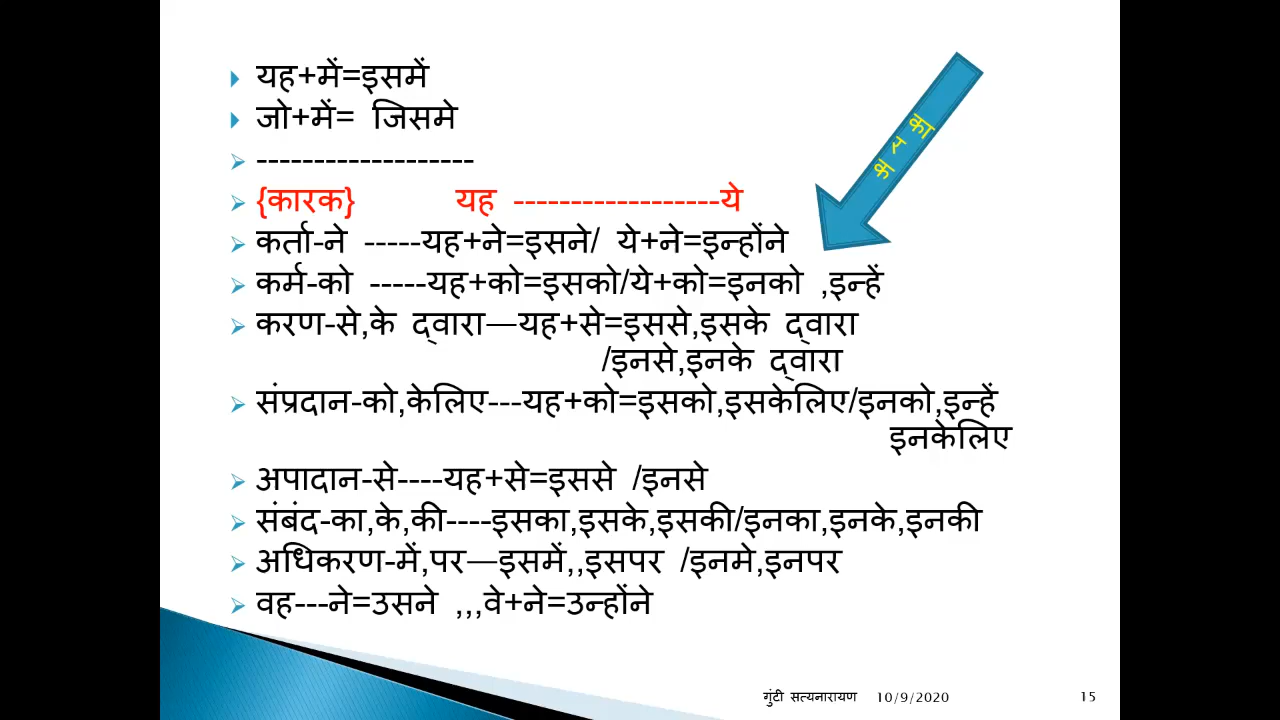 यह+में=इसमें
जो+में= जिसमे
-------------------
{कारक} यह ------------------ये
कर्ता-ने -----यह+ने=इसने/ ये+ने=इन्होंने
कर्म-को -----यह+को=इसको/ये+को=इनको ,इन्हें
करण-से,के द्वारा—यह+से=इससे,इसके द्वारा
/इनसे,इनके द्वारा
संप्रदान-को,केलिए---यह+को=इसको,इसकेलिए/इनको,इन्हें
इनकेलिए
अपादान-से----यह+से=इससे /इनसे
संबंद-का,के,की----इसका,इसके,इसकी/इनका,इनके,इनकी
अधिकरण-में,पर—इसमें,,इसपर /इनमे,इनपर
वह---ने=उसने ,,,वे+ने=उन्होंने
गुंटी सत्यनारायण 10/9/2020 15